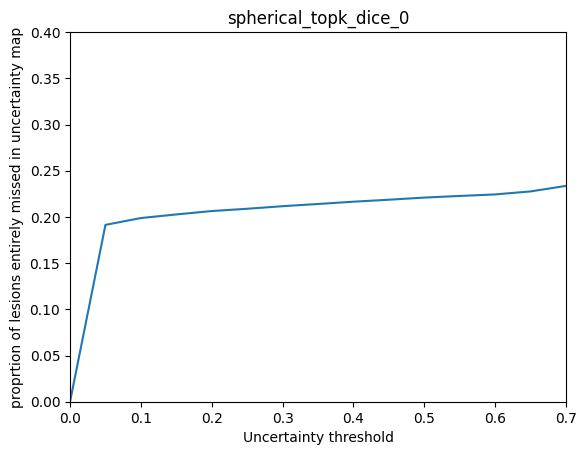 spherical_topk_dice_0
proprtion of lesions entirely missed in uncertainty map
0.40
0.35
0.30
0.25
0.20
0.15
0.10
0.05
0.00
0.0 0.1 0.2 0.3 0.4 0.5 0.6 0.7
Uncertainty threshold